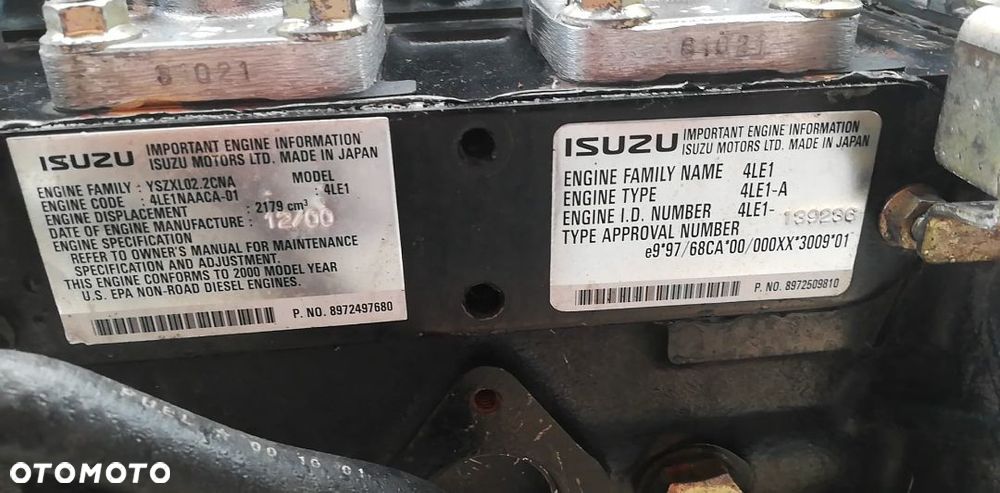 61021
61021
ISUZU IMPORTANT ENGINE INFORMATION
ISUZU MOTORS LTD. MADE IN JAPAN
ENGINE FAMILY : YSZXL02.2CNA MODEL
ENGINE CODE : 4LE1NAACA-01 : 4LE1
ENGINE DISPLACEMENT : 2179 cm³
DATE OF ENGINE MANUFACTURE : 12/00
ENGINE SPECIFICATION
REFER TO OWNER'S MANUAL FOR MAINTENANCE
SPECIFICATION AND ADJUSTMENT.
THIS ENGINE CONFORMS TO 2000 MODEL YEAR
U.S. EPA NON-ROAD DIESEL ENGINES.
P. NO. 8972497680
ISUZU IMPORTANT ENGINE INFORMATION
ISUZU MOTORS LTD. MADE IN JAPAN
ENGINE FAMILY NAME 4LE1
ENGINE TYPE 4LE1-A
ENGINE I.D. NUMBER 4LE1- 139236
TYPE APPROVAL NUMBER
e9*97/68CA*00/000XX*3009*01
P. NO. 8972509810
OTOMOTO